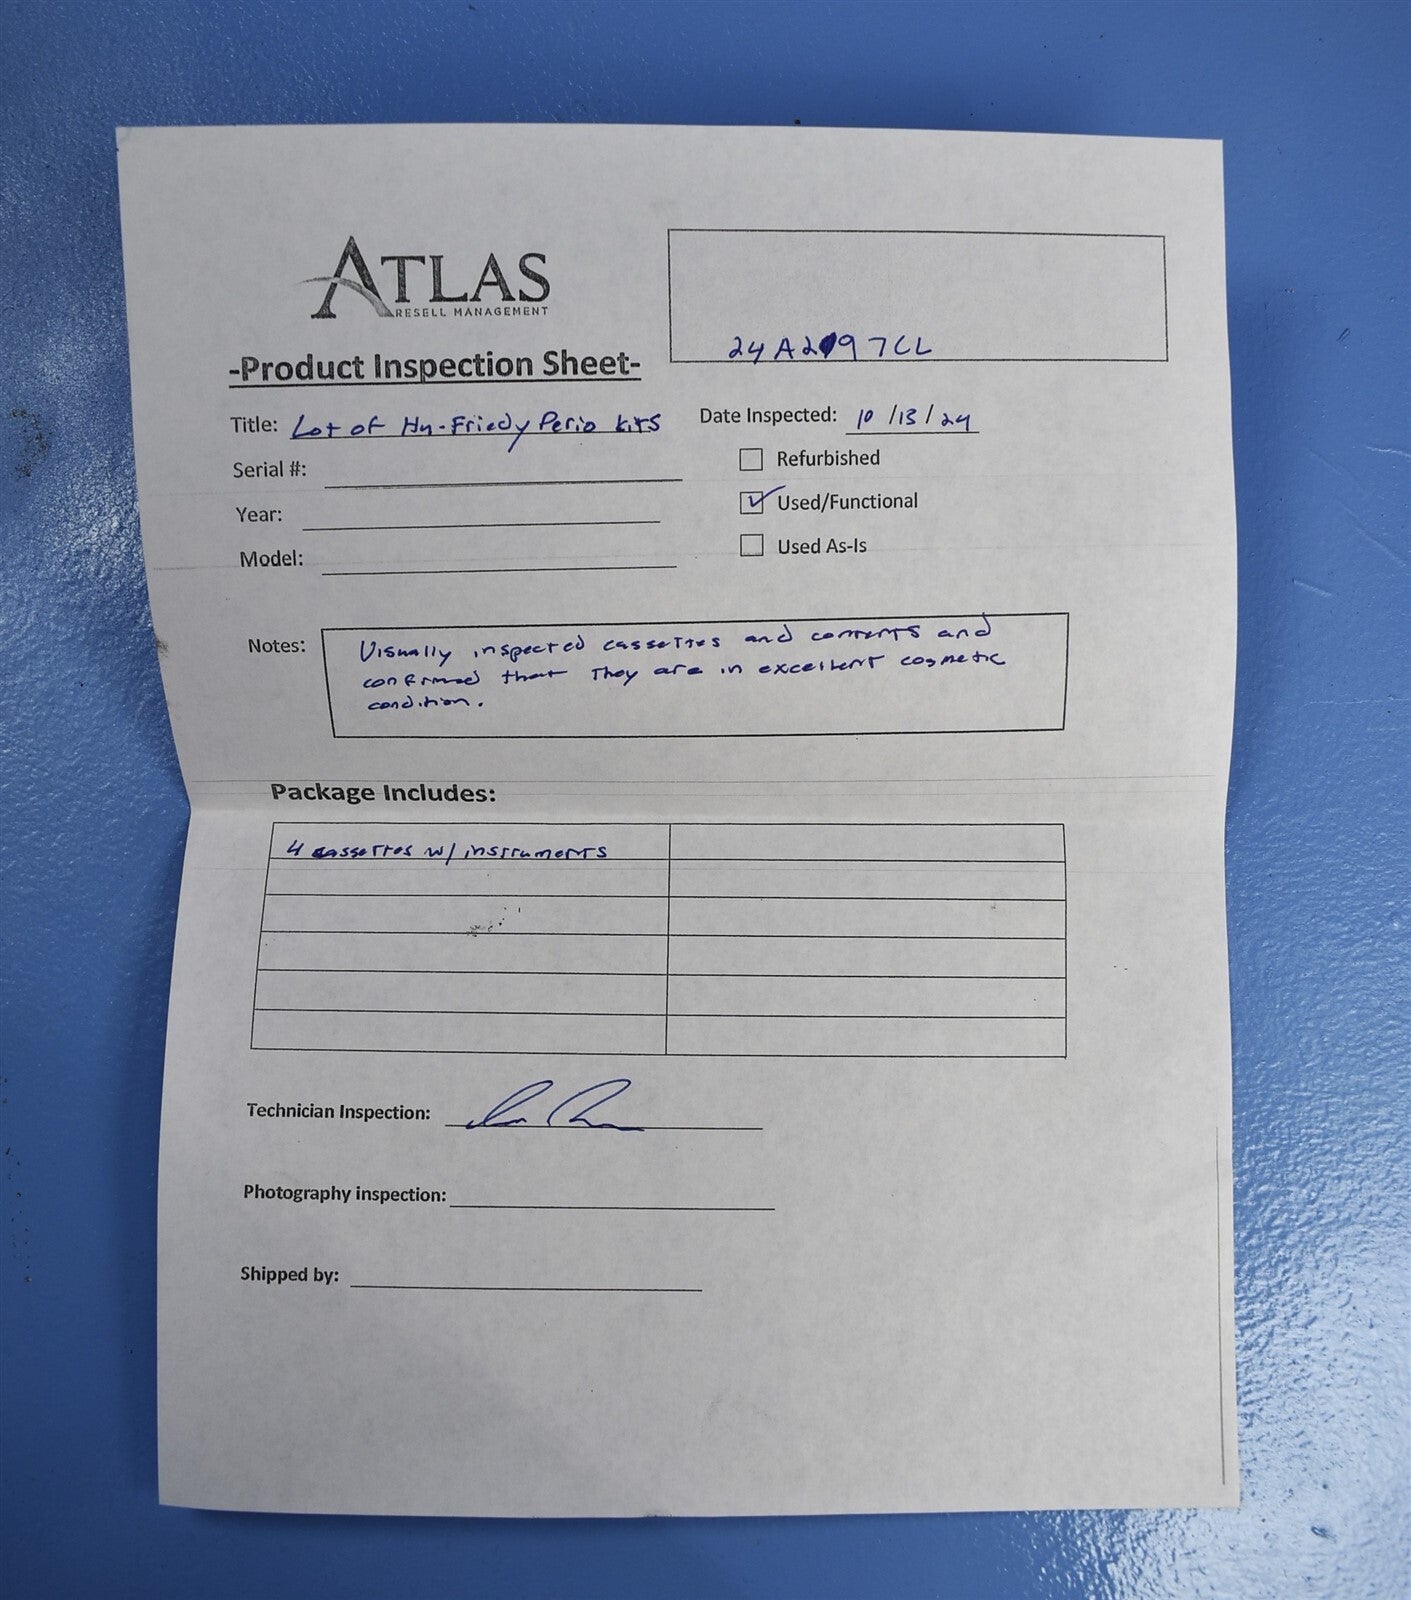 ATLAS
RESELL MANAGEMENT
24A2197CL
-Product Inspection Sheet-
Title: Lot of Hu-Friedy Perio kits
Date Inspected: 10/13/24
Serial #:
Refurbished
Year:
Used/Functional
Model:
Used As-Is
Notes: Visually inspected cassettes and contents and
confirmed that they are in excellent cosmetic
condition.
Package Includes:
4 cassettes w/ instruments
Technician Inspection:
Photography inspection:
Shipped by: